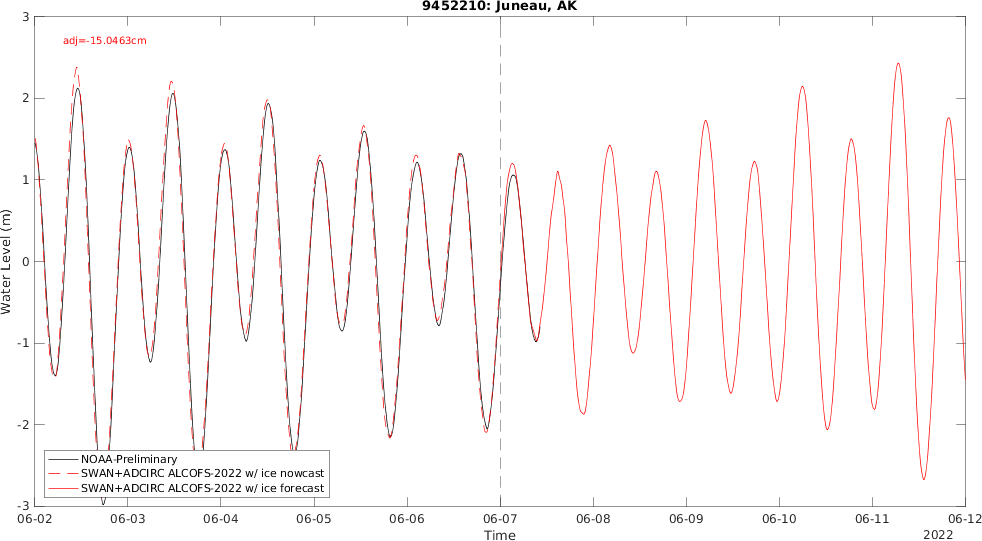 9452210: Juneau, AK
adj=-15.0463cm
Water Level (m)
3
2
1
0
-1
-2
-3
NOAA-Preliminary
SWAN+ADCIRC ALCOFS-2022 w/ ice nowcast
SWAN+ADCIRC ALCOFS-2022 w/ ice forecast
06-02 06-03 06-04 06-05 06-06 06-07 06-08 06-09 06-10 06-11 06-12
Time
2022